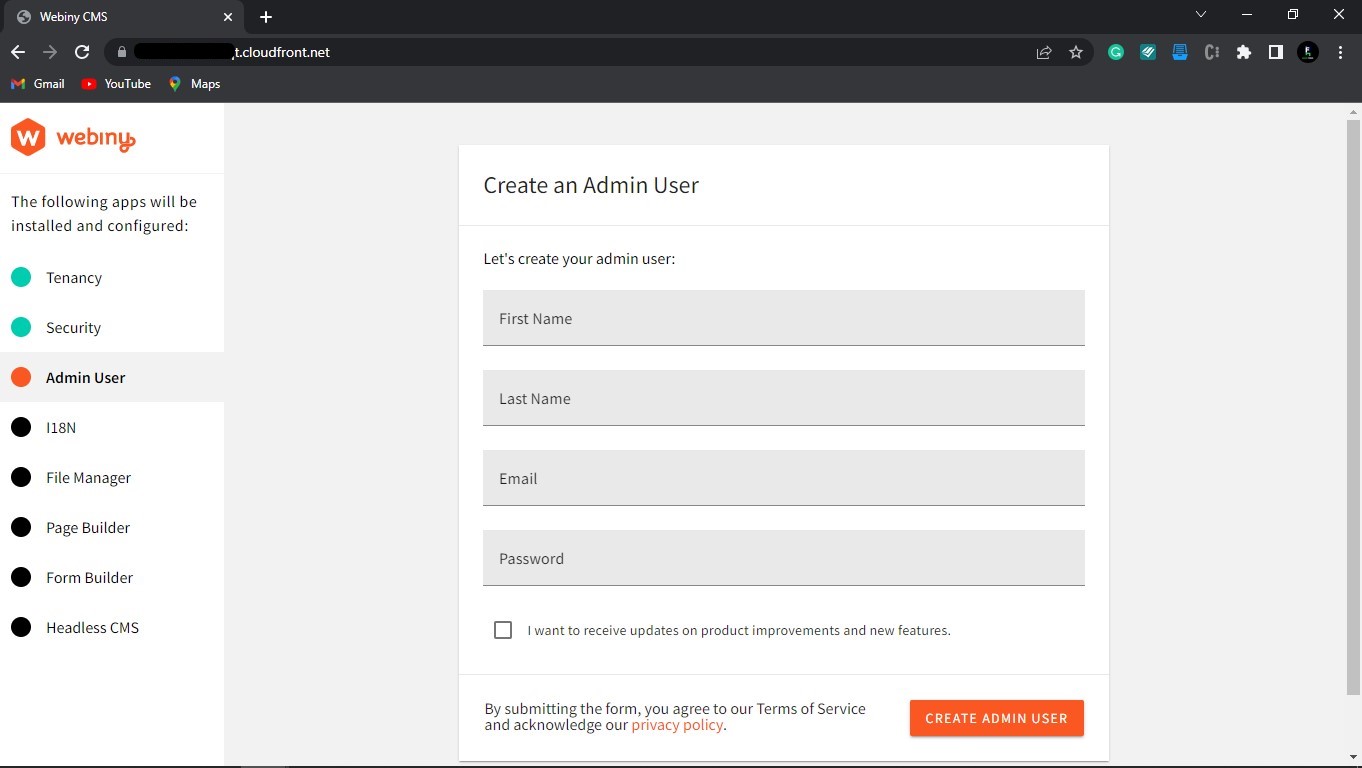 Webiny CMS
t.cloudfront.net
Gmail
YouTube
Maps
webiny
The following apps will be
installed and configured:
Tenancy
Security
Admin User
I18N
File Manager
Page Builder
Form Builder
Headless CMS
Create an Admin User
Let's create your admin user:
First Name
Last Name
Email
Password
I want to receive updates on product improvements and new features.
By submitting the form, you agree to our Terms of Service
and acknowledge our privacy policy.
CREATE ADMIN USER